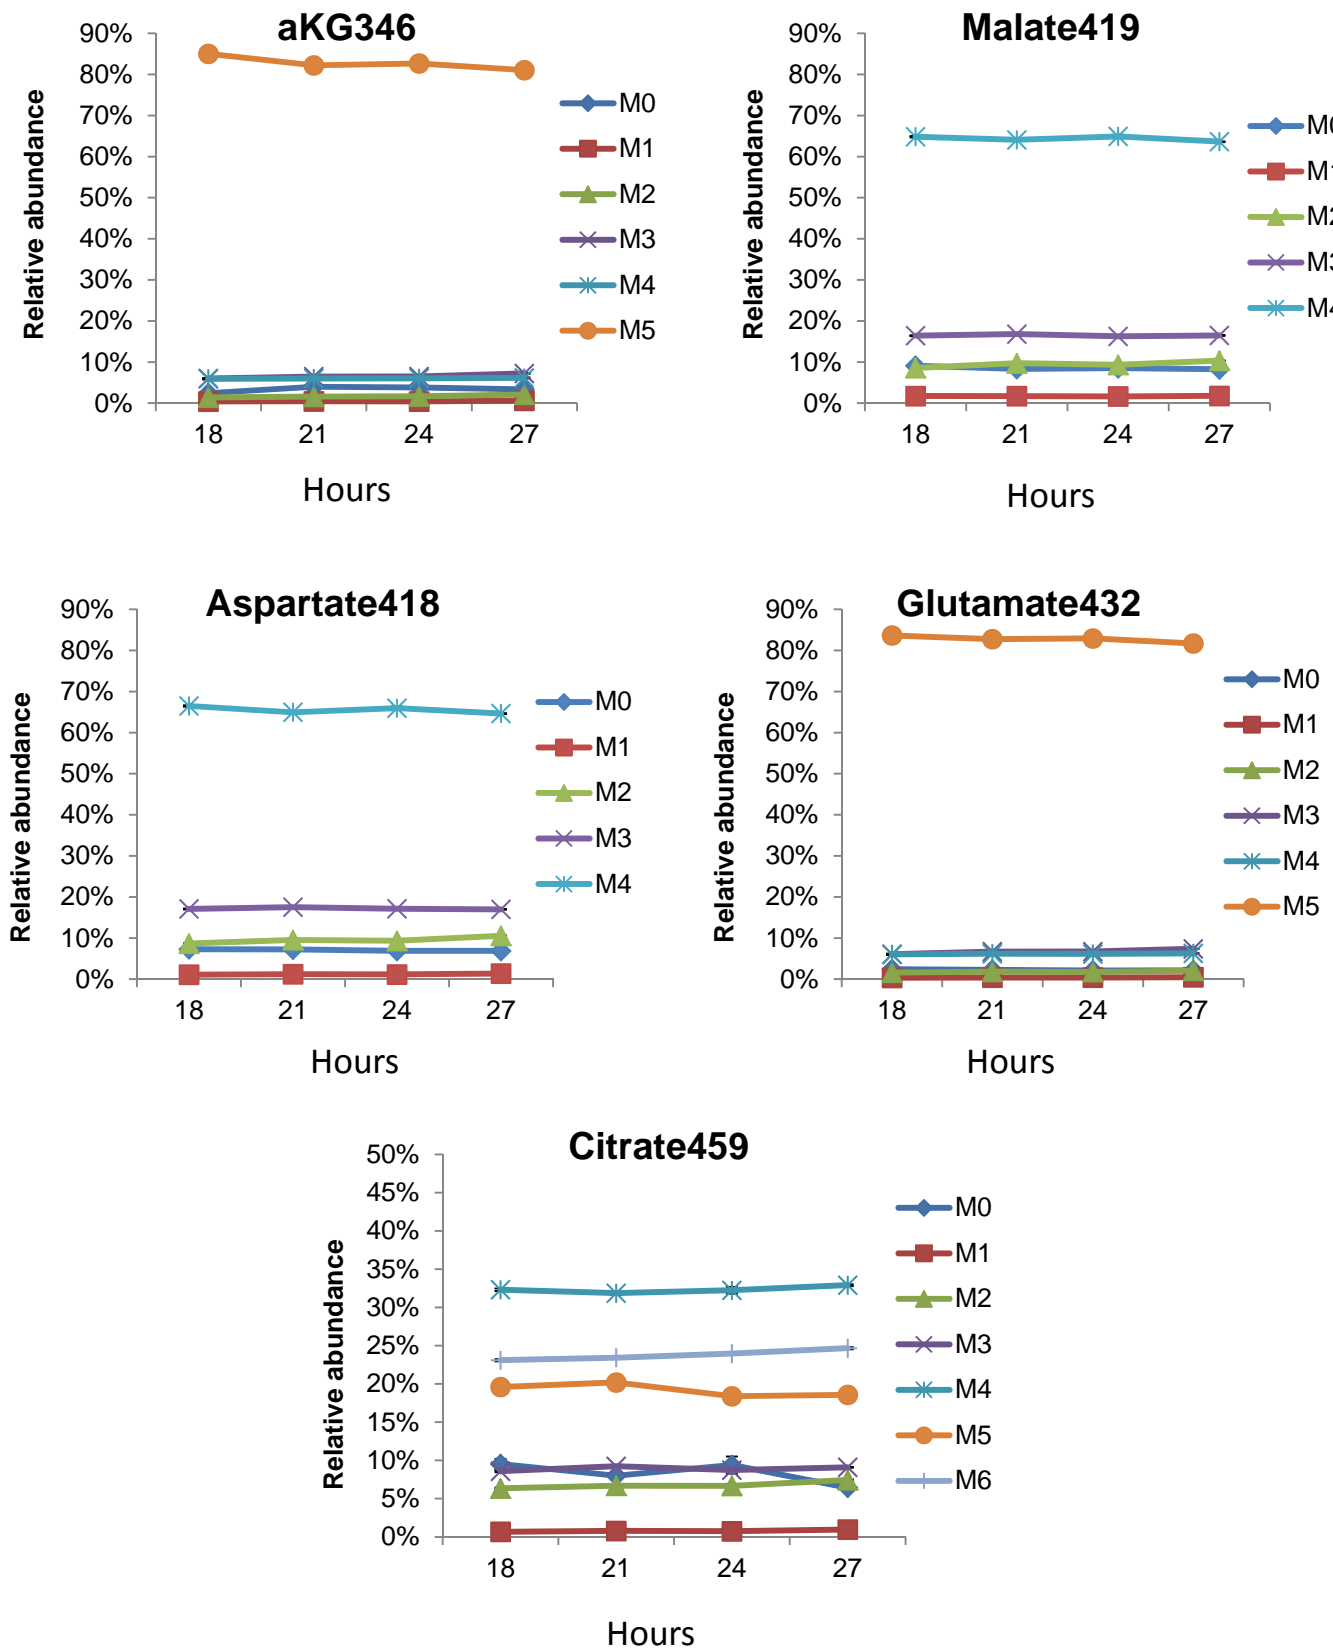 aKG346
90%
80%
70%
60%
50%
40%
30%
20%
10%
0%
Relative abundance
18 21 24 27
Hours
M0
M1
M2
M3
M4
M5
Malate419
90%
80%
70%
60%
50%
40%
30%
20%
10%
0%
Relative abundance
18 21 24 27
Hours
M0
M1
M2
M3
M4
Aspartate418
90%
80%
70%
60%
50%
40%
30%
20%
10%
0%
Relative abundance
18 21 24 27
Hours
M0
M1
M2
M3
M4
Glutamate432
90%
80%
70%
60%
50%
40%
30%
20%
10%
0%
Relative abundance
18 21 24 27
Hours
M0
M1
M2
M3
M4
M5
Citrate459
50%
45%
40%
35%
30%
25%
20%
15%
10%
5%
0%
Relative abundance
18 21 24 27
Hours
M0
M1
M2
M3
M4
M5
M6